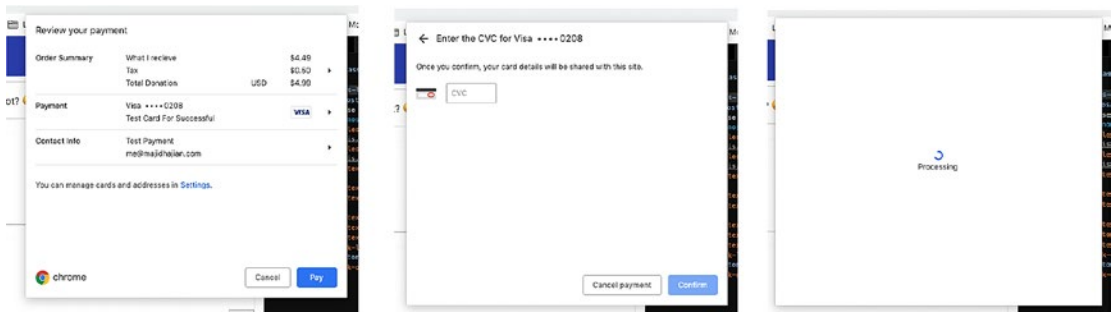 Review your payment
Order Summary What I recieve $4.49
Tax $0.50
Total Donation USD $4.99
Payment Visa ••••0208 VISA
Test Card For Successful
Contact Info Test Payment
me@majidhajian.com
You can manage cards and addresses in Settings.
chrome Cancel Pay
← Enter the CVC for Visa ••••0208
Once you confirm, your card details will be shared with this site.
CVC
Cancel payment Confirm
Processing